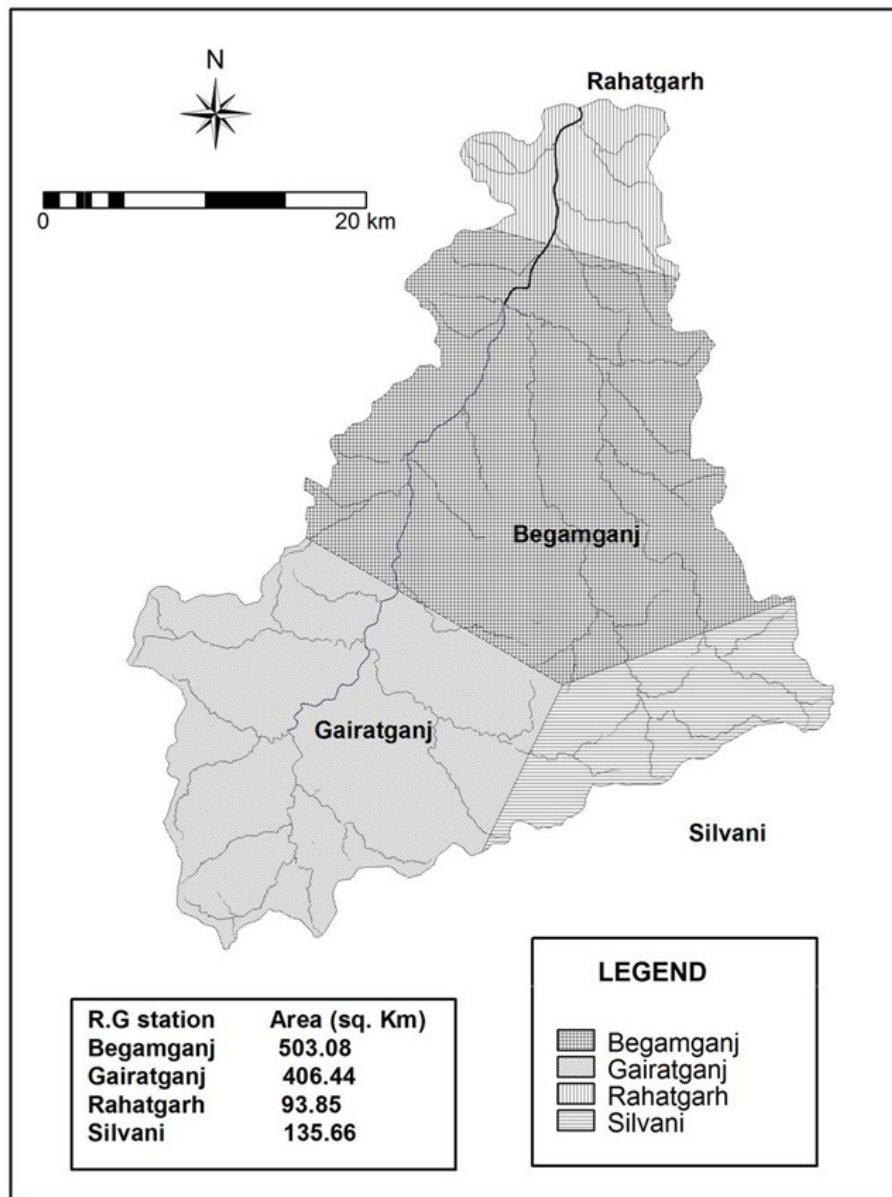 N
Rahatgarh
0 20 km
Begamganj
Gairatganj
Silvani
LEGEND
Begamganj
Gairatganj
Rahatgarh
Silvani
R.G station Area (sq. Km)
Begamganj 503.08
Gairatganj 406.44
Rahatgarh 93.85
Silvani 135.66